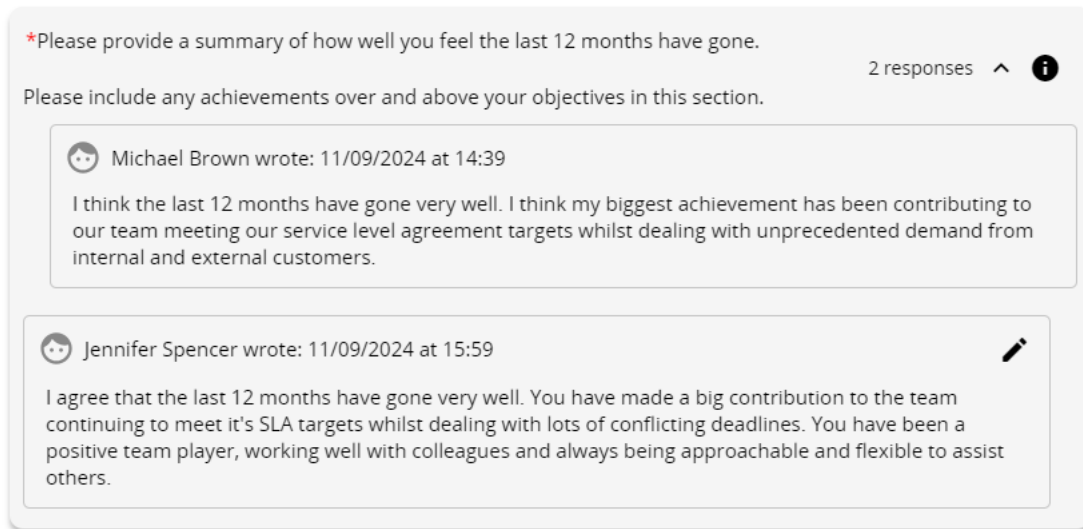 *Please provide a summary of how well you feel the last 12 months have gone.
2 responses
Please include any achievements over and above your objectives in this section.
Michael Brown wrote: 11/09/2024 at 14:39
I think the last 12 months have gone very well. I think my biggest achievement has been contributing to
our team meeting our service level agreement targets whilst dealing with unprecedented demand from
internal and external customers.
Jennifer Spencer wrote: 11/09/2024 at 15:59
I agree that the last 12 months have gone very well. You have made a big contribution to the team
continuing to meet it's SLA targets whilst dealing with lots of conflicting deadlines. You have been a
positive team player, working well with colleagues and always being approachable and flexible to assist
others.